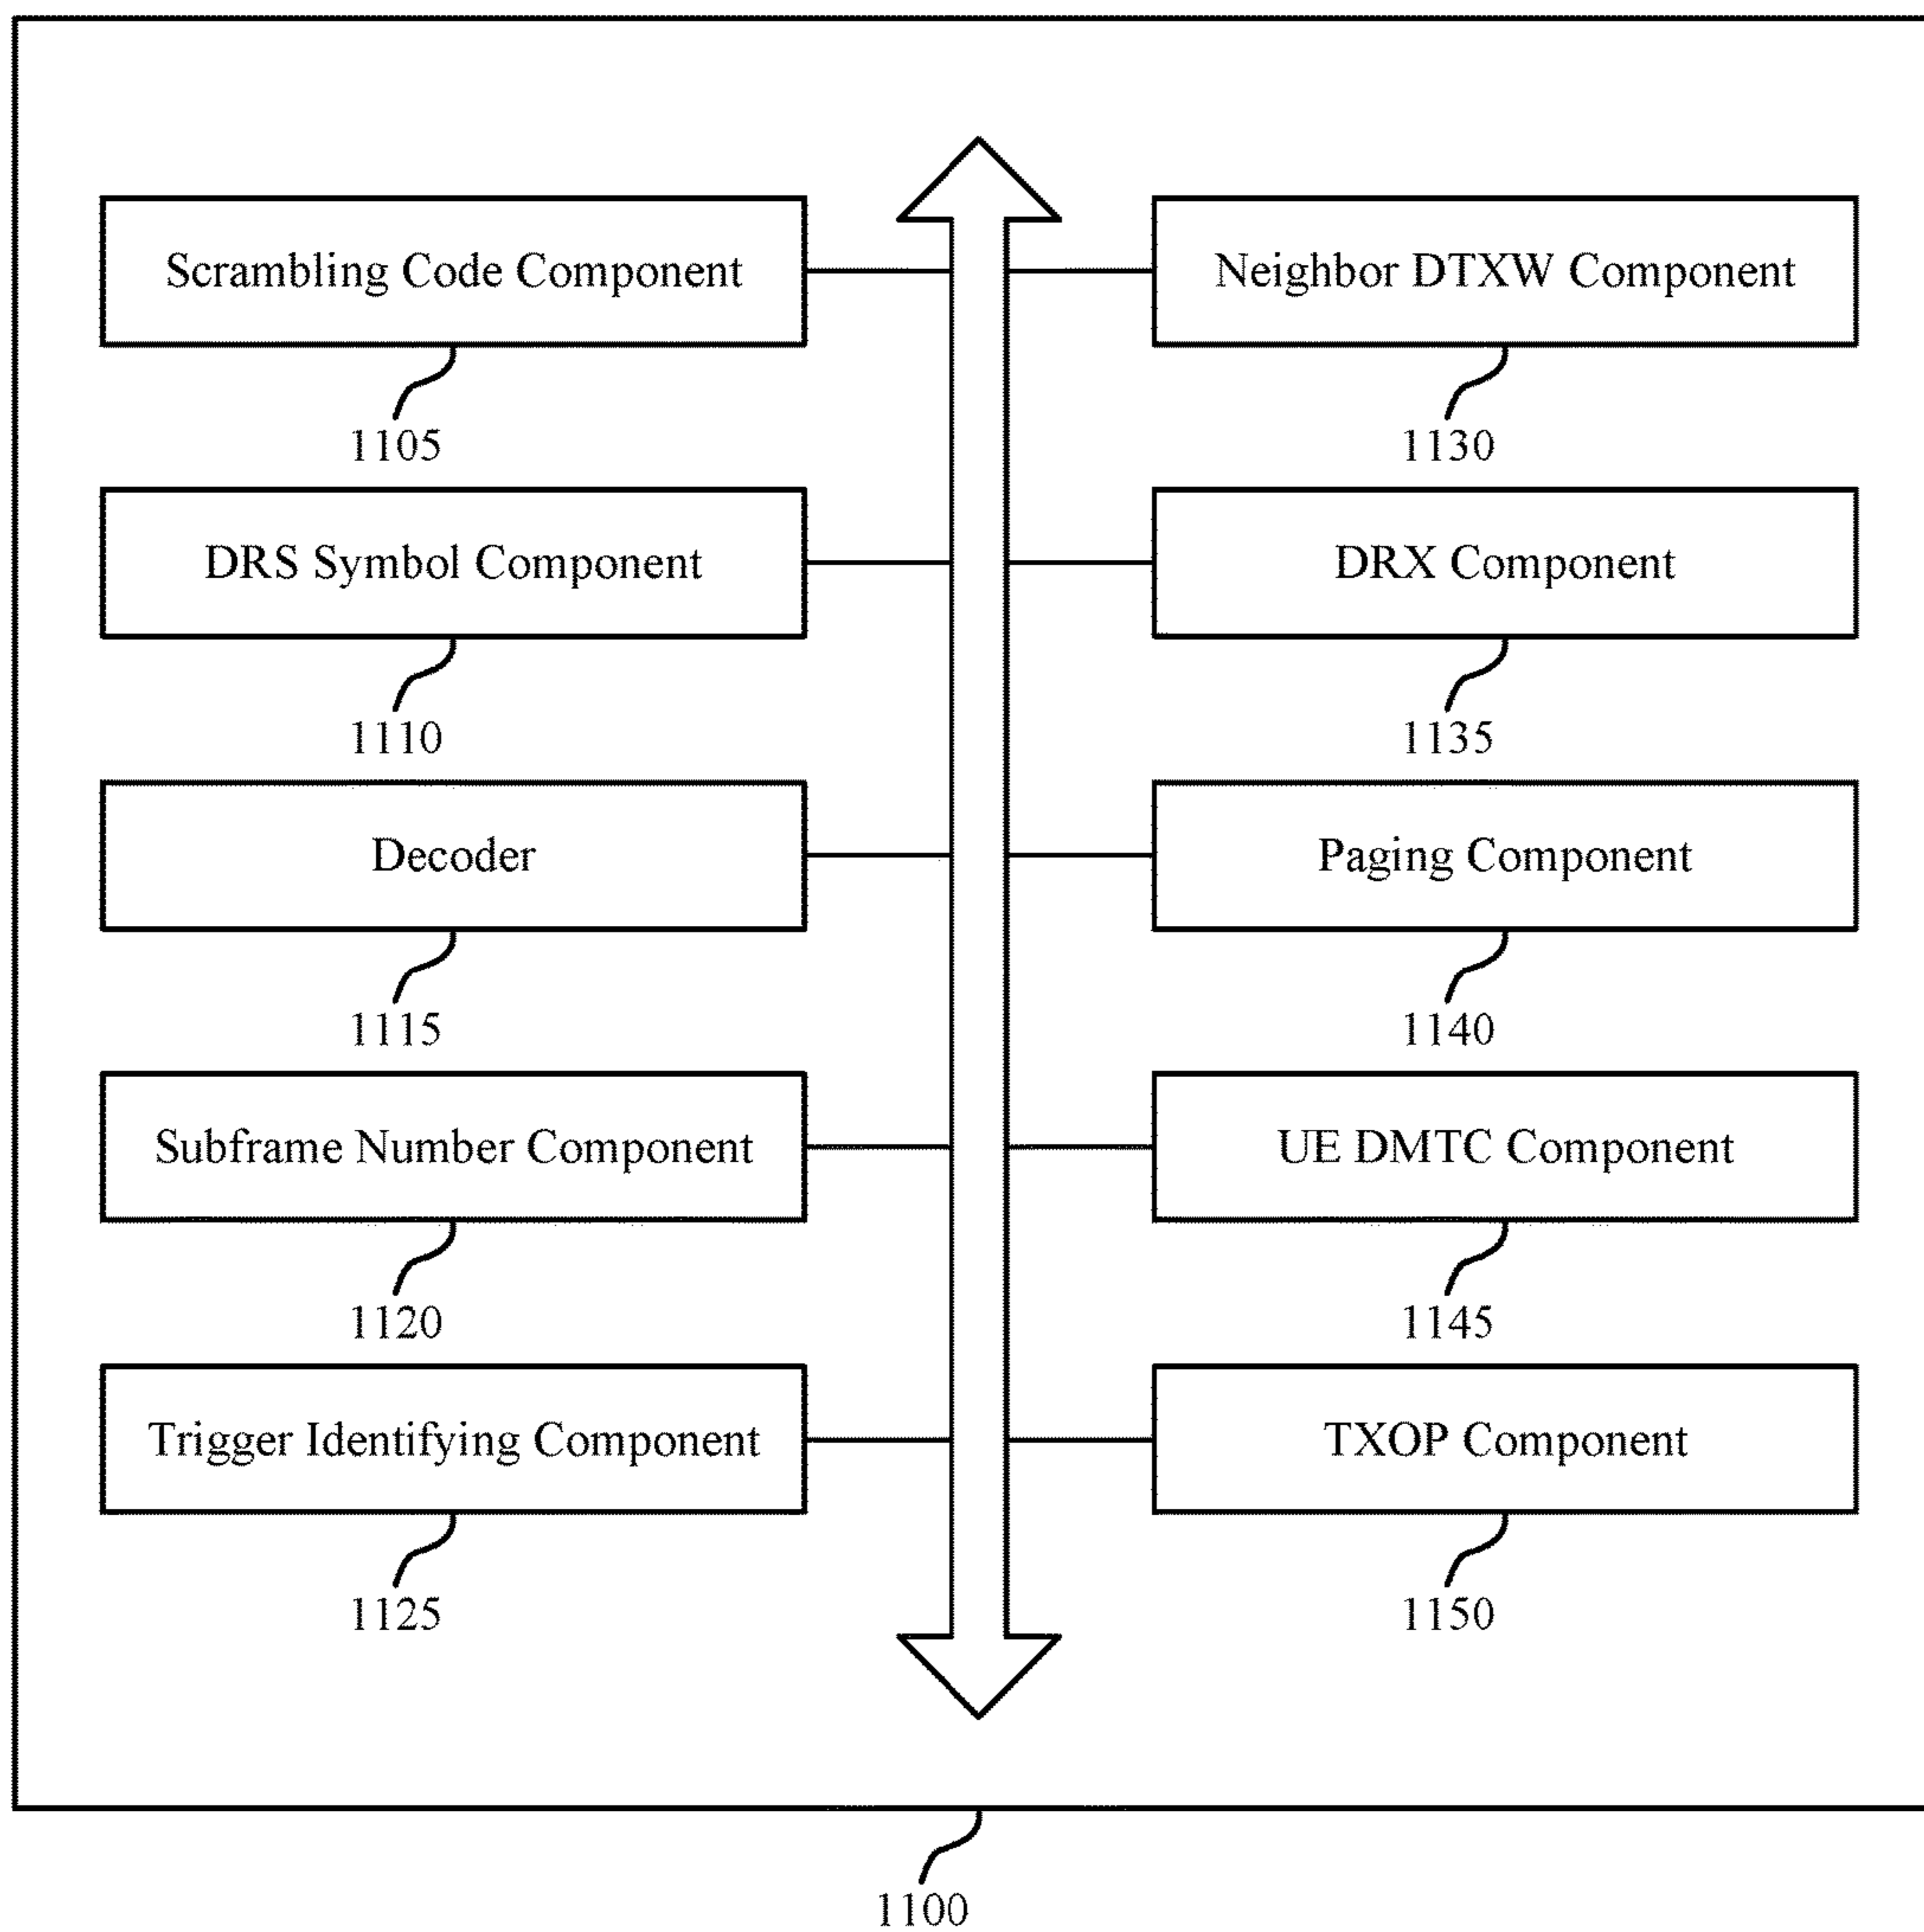 Scrambling Code Component
1105
DRS Symbol Component
1110
Decoder
1115
Subframe Number Component
1120
Trigger Identifying Component
1125
Neighbor DTXW Component
1130
DRX Component
1135
Paging Component
1140
UE DMTC Component
1145
TXOP Component
1150
1100